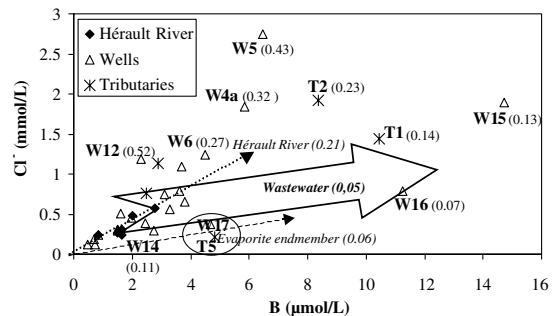 Hérault River
Wells
Tributaries
3
2.5
2
1.5
1
0.5
0
Cl⁻ (mmol/L)
W5 (0.43)
T2 (0.23)
W4a (0.32 )
W15 (0.13)
T1 (0.14)
W6 (0.27)
W12 (0.52)
Hérault River (0.21)
Wastewater (0,05)
W16 (0.07)
W17
Evaporite endmember (0.06)
T5
W14
(0.11)
0 2 4 6 8 10 12 14 16
B (µmol/L)